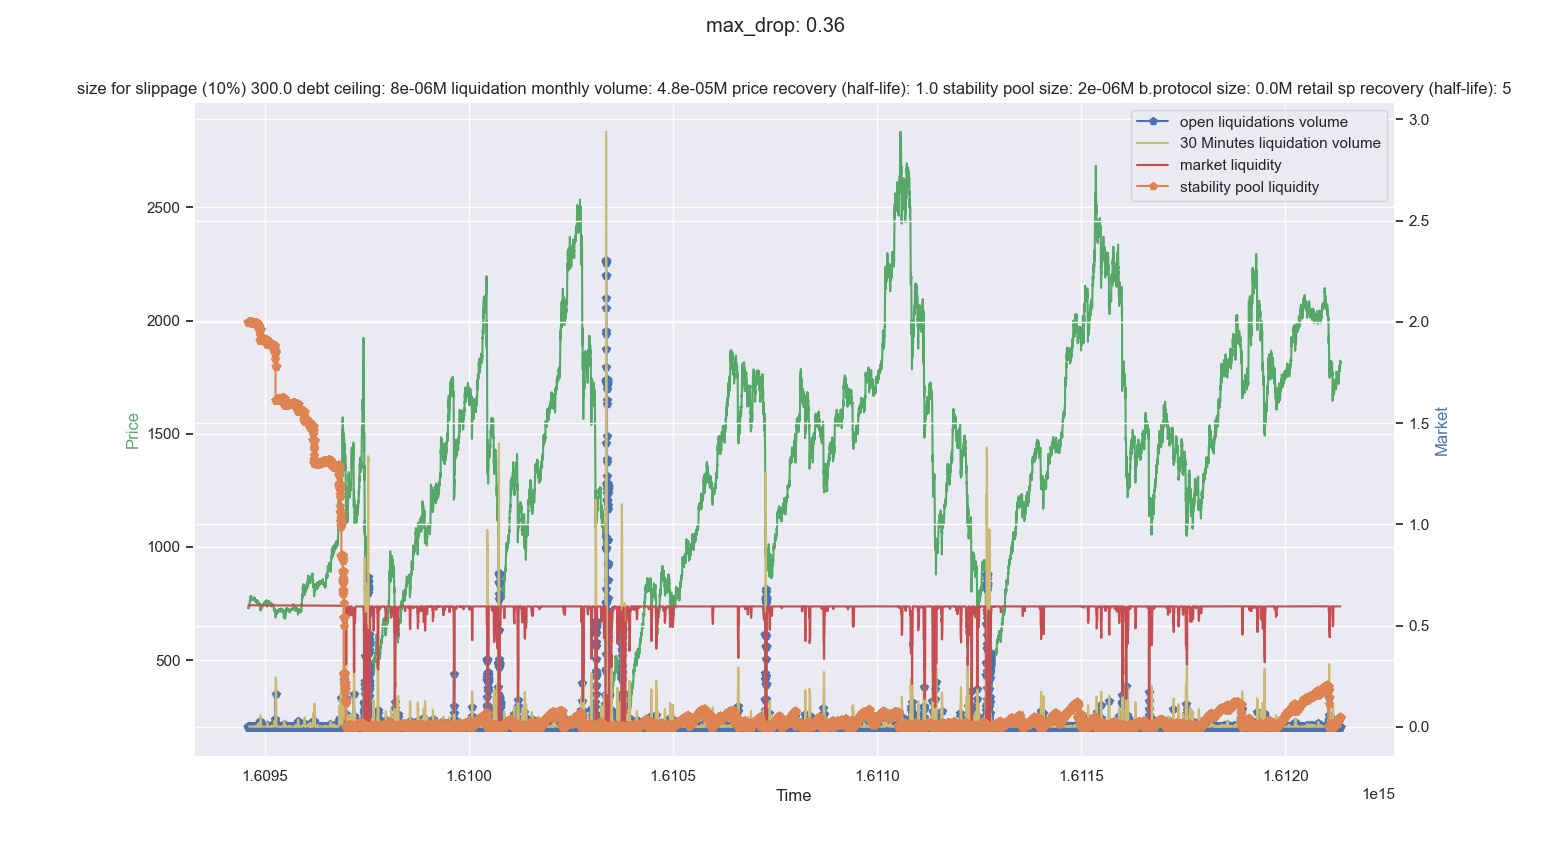 max_drop: 0.36
size for slippage (10%) 300.0 debt ceiling: 8e-06M liquidation monthly volume: 4.8e-05M price recovery (half-life): 1.0 stability pool size: 2e-06M b.protocol size: 0.0M retail sp recovery (half-life): 5
open liquidations volume
30 Minutes liquidation volume
market liquidity
stability pool liquidity
Price
2500
2000
1500
1000
500
Market
3.0
2.5
2.0
1.5
1.0
0.5
0.0
1.6095 1.6100 1.6105 1.6110 1.6115 1.6120
1e15
Time